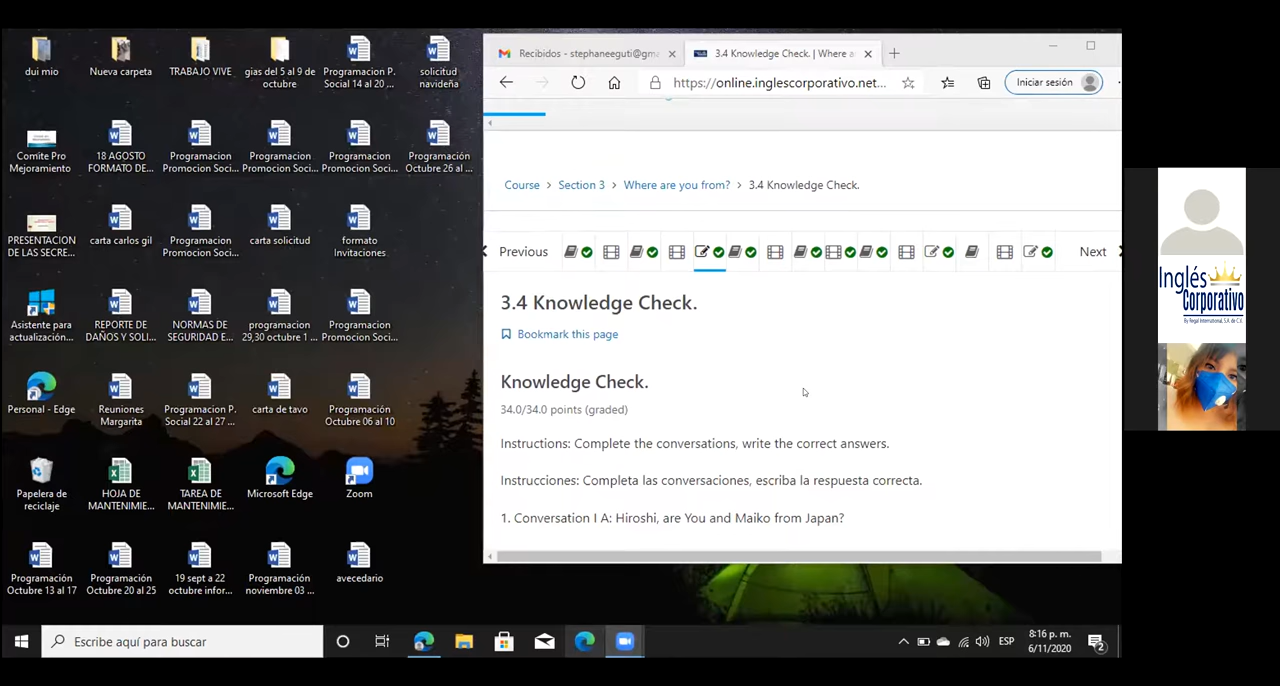 dui mio
Nueva carpeta
TRABAJO VIVE
gias del 5 al 9 de octubre
Programacion P. Social 14 al 20 ...
solicitud navideña
Comite Pro Mejoramiento
18 AGOSTO FORMATO DE...
Programacion Promocion Soci...
Programacion Promocion Soci...
Programacion Promocion Soci...
Programación Octubre 26 al ...
PRESENTACION DE LAS SECRE...
carta carlos gil
Programacion Promocion Soci...
carta solicitud
formato Invitaciones
Asistente para actualización...
REPORTE DE DAÑOS Y SOLI...
NORMAS DE SEGURIDAD E...
programacion 29,30 octubre 1 ...
Programacion Promocion Soci...
Personal - Edge
Reuniones Margarita
Programacion P. Social 22 al 27 ...
carta de tavo
Programación Octubre 06 al 10
Papelera de reciclaje
HOJA DE MANTENIMIE...
TAREA DE MANTENIMIE...
Microsoft Edge
Zoom
Programación Octubre 13 al 17
Programación Octubre 20 al 25
19 sept a 22 octubre infor...
Programación noviembre 03 ...
avecedario
Recibidos - stephaneeguti@gma
3.4 Knowledge Check. | Where a
https://online.inglescorporativo.net...
Iniciar sesión
Course > Section 3 > Where are you from? > 3.4 Knowledge Check.
Previous
Next
3.4 Knowledge Check.
Bookmark this page
Knowledge Check.
34.0/34.0 points (graded)
Instructions: Complete the conversations, write the correct answers.
Instrucciones: Completa las conversaciones, escriba la respuesta correcta.
1. Conversation I A: Hiroshi, are You and Maiko from Japan?
Inglés
Corporativo
By Regal International, S.A. de C.V.
Escribe aquí para buscar
ESP
8:16 p. m.
6/11/2020
2